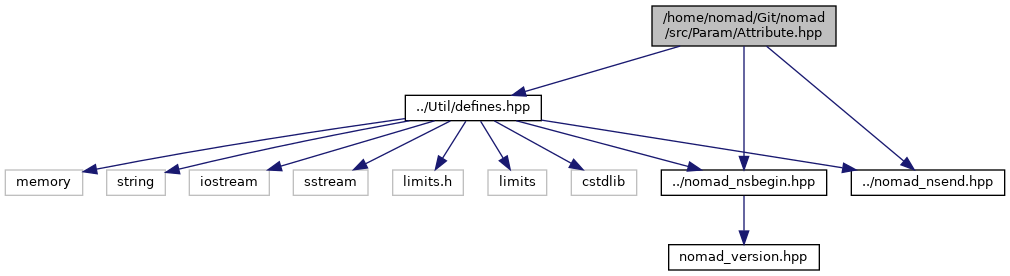 /home/nomad/Git/nomad
/src/Param/Attribute.hpp
../Util/defines.hpp
memory
string
iostream
sstream
limits.h
limits
cstdlib
../nomad_nsbegin.hpp
../nomad_nsend.hpp
nomad_version.hpp